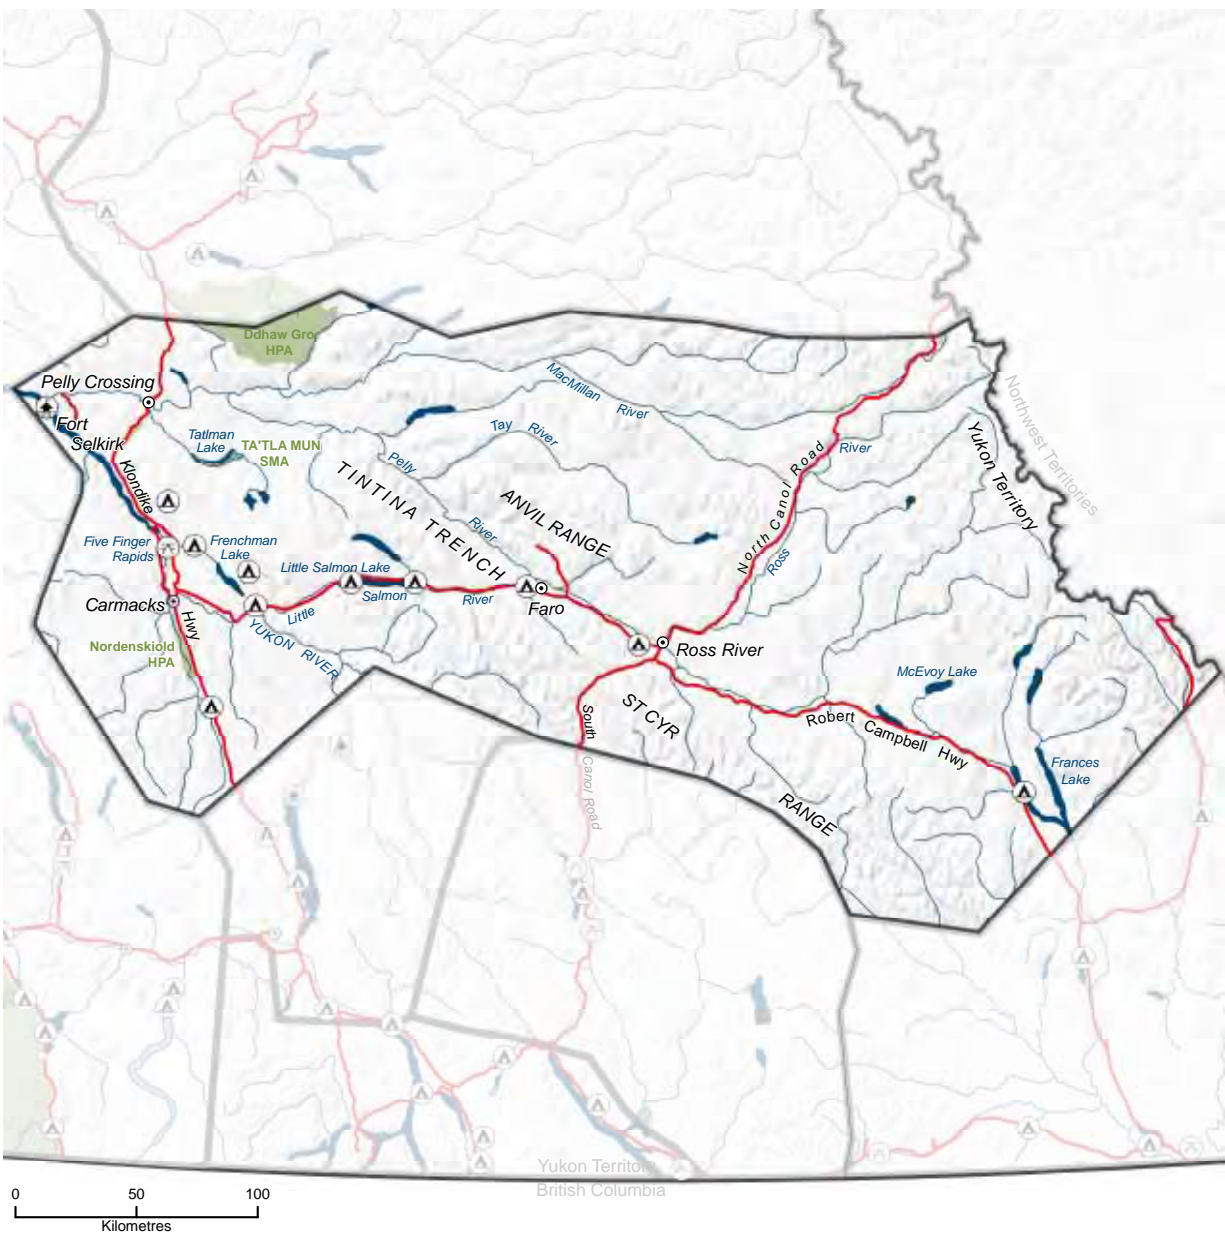 Ddhaw Gro
HPA
Pelly Crossing
Fort
Selkirk
MacMillan River
Tatlman
Lake
TA'TLA MUN
SMA
Tay River
River
Northwest Territories
Yukon Territory
Pelly River
Klondike
TINTINA TRENCH
ANVIL RANGE
North Canol Road
Ross
Five Finger
Rapids
Frenchman
Lake
Little Salmon Lake
Carmacks
Hwy
Little Salmon River
Faro
YUKON RIVER
Nordenskiold
HPA
Ross River
McEvoy Lake
ST CYR
RANGE
South
Canol Road
Robert Campbell Hwy
Frances
Lake
Yukon Territory
British Columbia
0 50 100
Kilometres